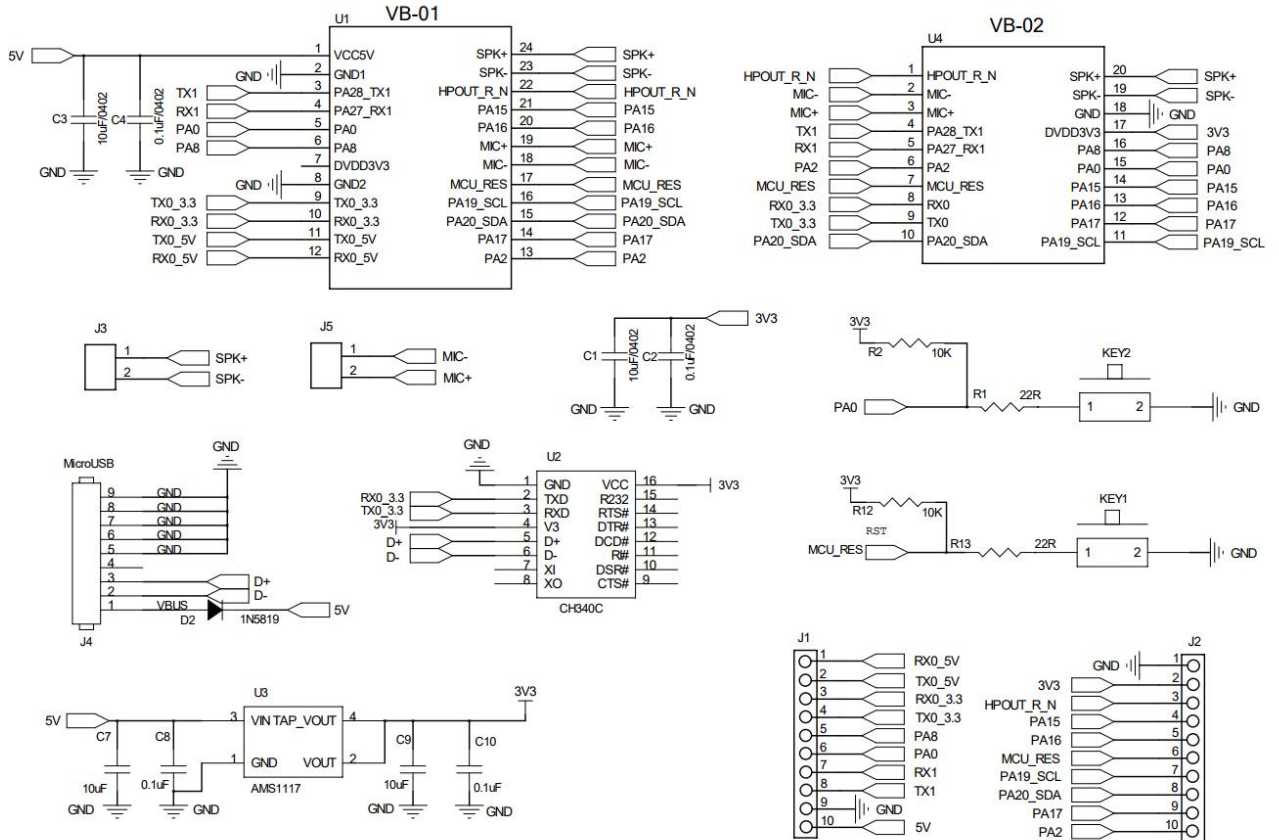 VB-01
U1
5V
1 VCC5V
GND 2 GND1
TX1 3 PA28_TX1
RX1 4 PA27_RX1
PA0 5 PA0
PA8 6 PA8
7 DVDD3V3
GND 8 GND2
TX0_3.3 9 TX0_3.3
RX0_3.3 10 RX0_3.3
TX0_5V 11 TX0_5V
RX0_5V 12 RX0_5V
SPK+ 24 SPK+
SPK- 23 SPK-
HPOUT_R_N 22 HPOUT_R_N
PA15 21 PA15
PA16 20 PA16
MIC+ 19 MIC+
MIC- 18 MIC-
MCU_RES 17 MCU_RES
PA19_SCL 16 PA19_SCL
PA20_SDA 15 PA20_SDA
PA17 14 PA17
PA2 13 PA2
C3
10uF/0402
C4
0.1uF/0402
GND
GND
VB-02
U4
HPOUT_R_N 1 HPOUT_R_N
MIC- 2 MIC-
MIC+ 3 MIC+
TX1 4 PA28_TX1
RX1 5 PA27_RX1
PA2 6 PA2
MCU_RES 7 MCU_RES
RX0_3.3 8 RX0
TX0_3.3 9 TX0
PA20_SDA 10 PA20_SDA
SPK+ 20 SPK+
SPK- 19 SPK-
GND 18 GND
DVDD3V3 17 3V3
PA8 16 PA8
PA0 15 PA0
PA15 14 PA15
PA16 13 PA16
PA17 12 PA17
PA19_SCL 11 PA19_SCL
J3
1 SPK+
2 SPK-
J5
1 MIC-
2 MIC+
3V3
C1
10uF/0402
C2
0.1uF/0402
GND
GND
3V3
R2 10K
KEY2
R1 22R
PA0
1 2
GND
MicroUSB
GND
9 GND
8 GND
7 GND
6 GND
5 GND
4
3 D+
2 D-
1 VBUS
D2
1N5819
5V
J4
GND
U2
1 GND
RX0_3.3 2 TXD
TX0_3.3 3 RXD
3V3 4 V3
D+ 5 D+
D- 6 D-
7 XI
8 XO
VCC 16 3V3
R232 15
RTS# 14
DTR# 13
DCD# 12
RI# 11
DSR# 10
CTS# 9
CH340C
3V3
R12 10K
KEY1
RST
MCU_RES
R13 22R
1 2
GND
U3
5V
C7
10uF
C8
0.1uF
GND
GND
3 VIN TAP_VOUT 4
1 GND VOUT 2
AMS1117
3V3
C9
10uF
C10
0.1uF
GND
GND
J1
1 RX0_5V
2 TX0_5V
3 RX0_3.3
4 TX0_3.3
5 PA8
6 PA0
7 RX1
8 TX1
9 GND
10 5V
J2
GND 1
3V3 2
HPOUT_R_N 3
PA15 4
PA16 5
MCU_RES 6
PA19_SCL 7
PA20_SDA 8
PA17 9
PA2 10